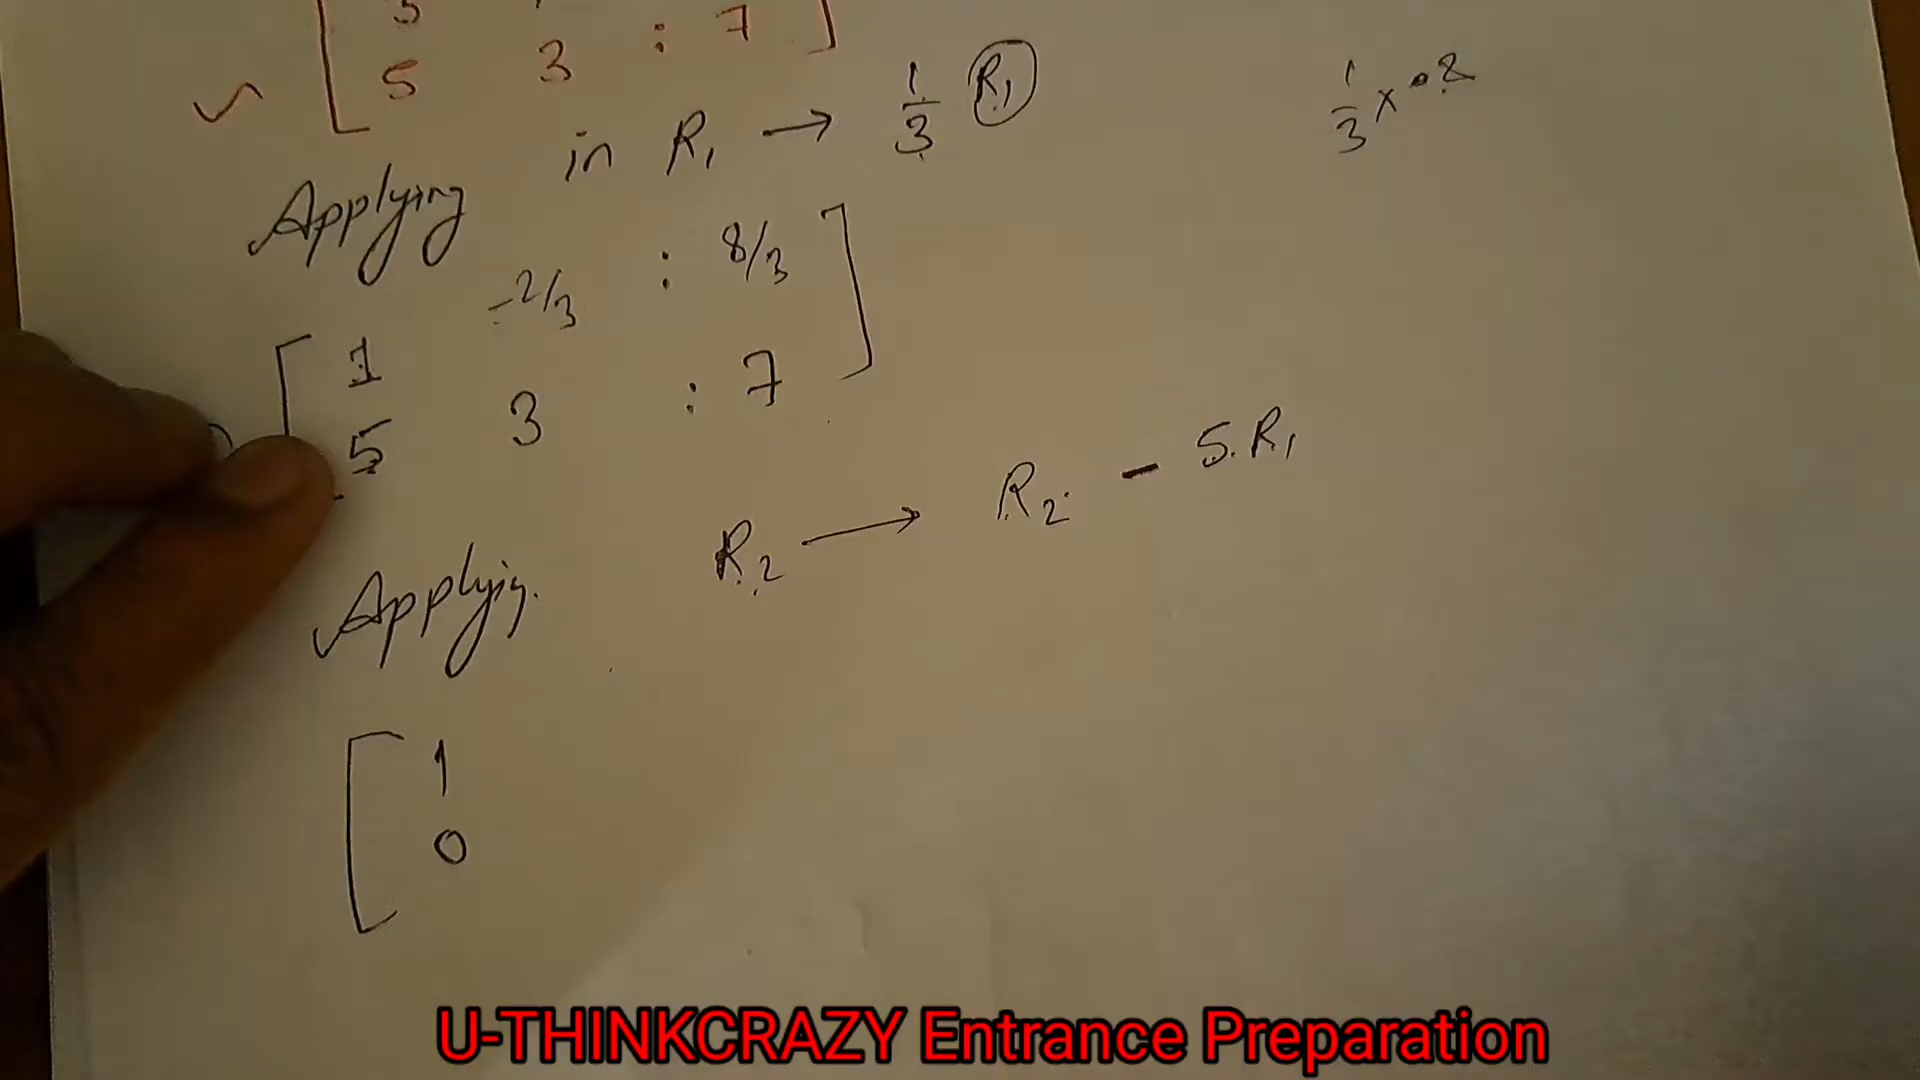 5 3 : 7
Applying in R₁ → 1/3 R₁
1/3 ×
[ 1 -2/3 : 8/3 ]
5 3 : 7
Applyig. R₂ → R₂ - 5.R₁
[ 1
0
U-THINKCRAZY Entrance Preparation